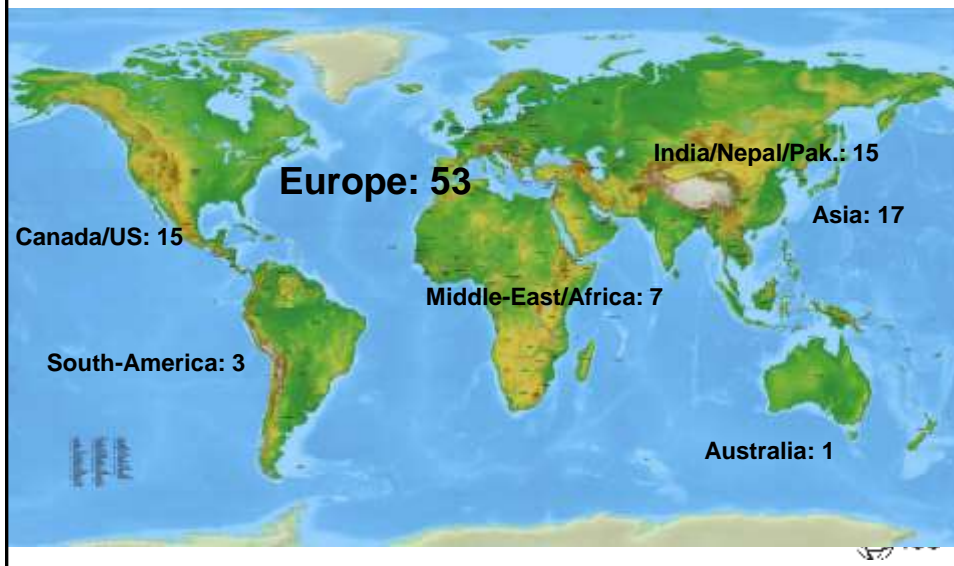 India/Nepal/Pak.: 15
Europe: 53
Asia: 17
Canada/US: 15
Middle-East/Africa: 7
South-America: 3
Australia: 1